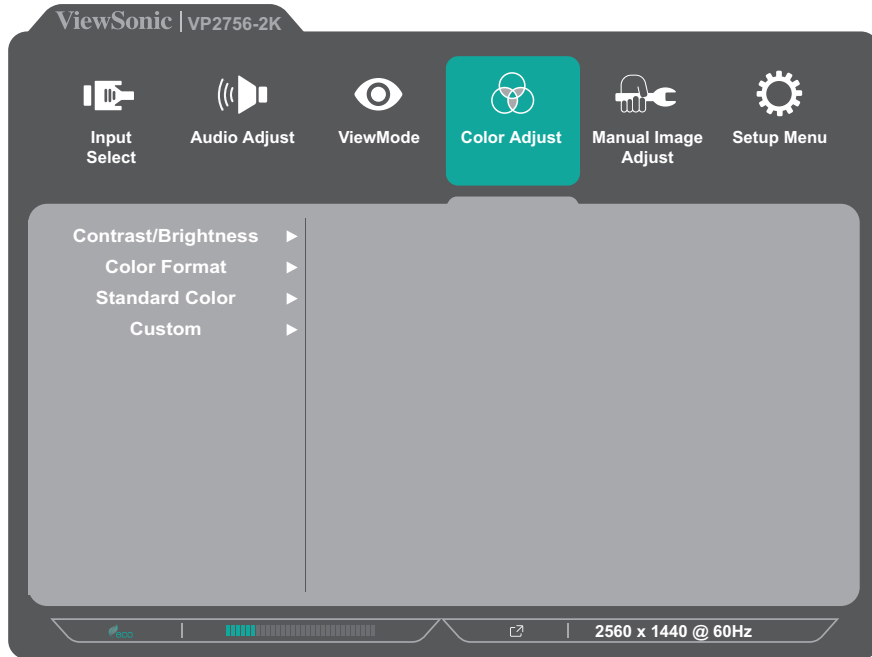 ViewSonic | VP2756-2K
Input
Select
Audio Adjust
ViewMode
Color Adjust
Manual Image
Adjust
Setup Menu
Contrast/Brightness
Color Format
Standard Color
Custom
eco
2560 x 1440 @ 60Hz